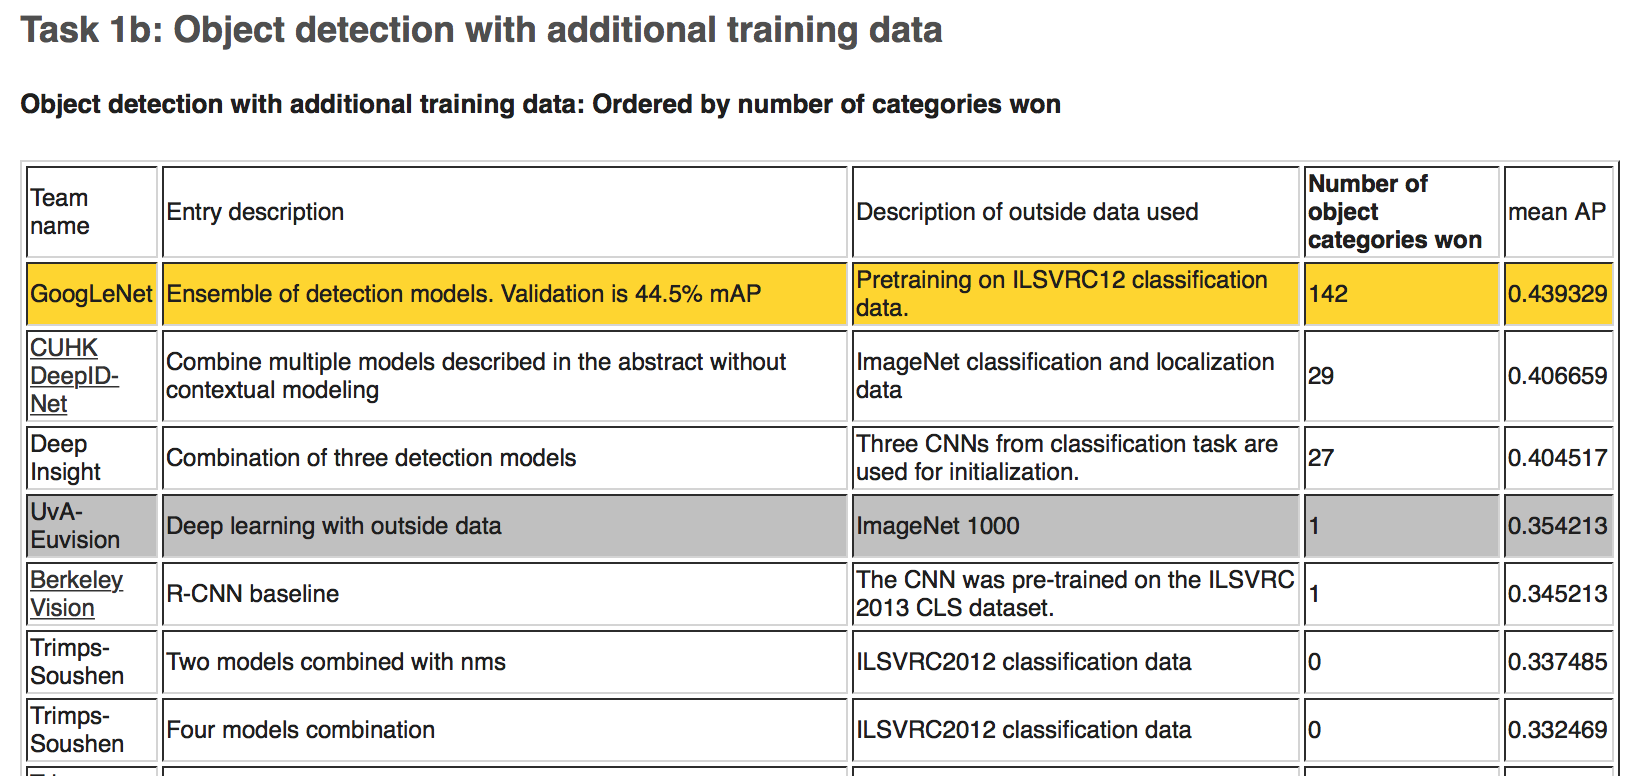 Task 1b: Object detection with additional training data
Object detection with additional training data: Ordered by number of categories won
Team
name
Entry description
Description of outside data used
Number of
object
categories won
mean AP
GoogLeNet
Ensemble of detection models. Validation is 44.5% mAP
Pretraining on ILSVRC12 classification
data.
142
0.439329
CUHK
DeepID-
Net
Combine multiple models described in the abstract without
contextual modeling
ImageNet classification and localization
data
29
0.406659
Deep
Insight
Combination of three detection models
Three CNNs from classification task are
used for initialization.
27
0.404517
UvA-
Euvision
Deep learning with outside data
ImageNet 1000
1
0.354213
Berkeley
Vision
R-CNN baseline
The CNN was pre-trained on the ILSVRC
2013 CLS dataset.
1
0.345213
Trimps-
Soushen
Two models combined with nms
ILSVRC2012 classification data
0
0.337485
Trimps-
Soushen
Four models combination
ILSVRC2012 classification data
0
0.332469